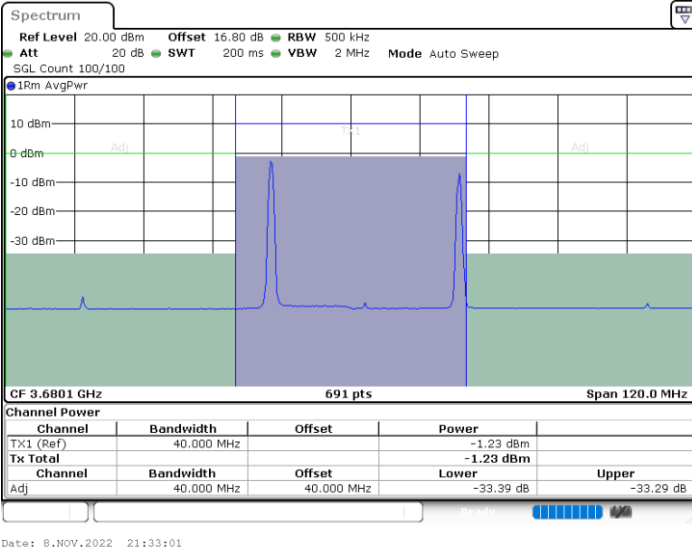 Spectrum
Ref Level 20.00 dBm Offset 16.80 dB RBW 500 kHz
Att 20 dB SWT 200 ms VBW 2 MHz Mode Auto Sweep
SGL Count 100/100
1Rm AvgPwr
10 dBm
TX1
Adj
Adj
0 dBm
-10 dBm
-20 dBm
-30 dBm
CF 3.6801 GHz 691 pts Span 120.0 MHz
Channel Power
Channel Bandwidth Offset Power
TX1 (Ref) 40.000 MHz -1.23 dBm
Tx Total -1.23 dBm
Channel Bandwidth Offset Lower Upper
Adj 40.000 MHz 40.000 MHz -33.39 dB -33.29 dB
Ready
Date: 8.NOV.2022 21:33:01